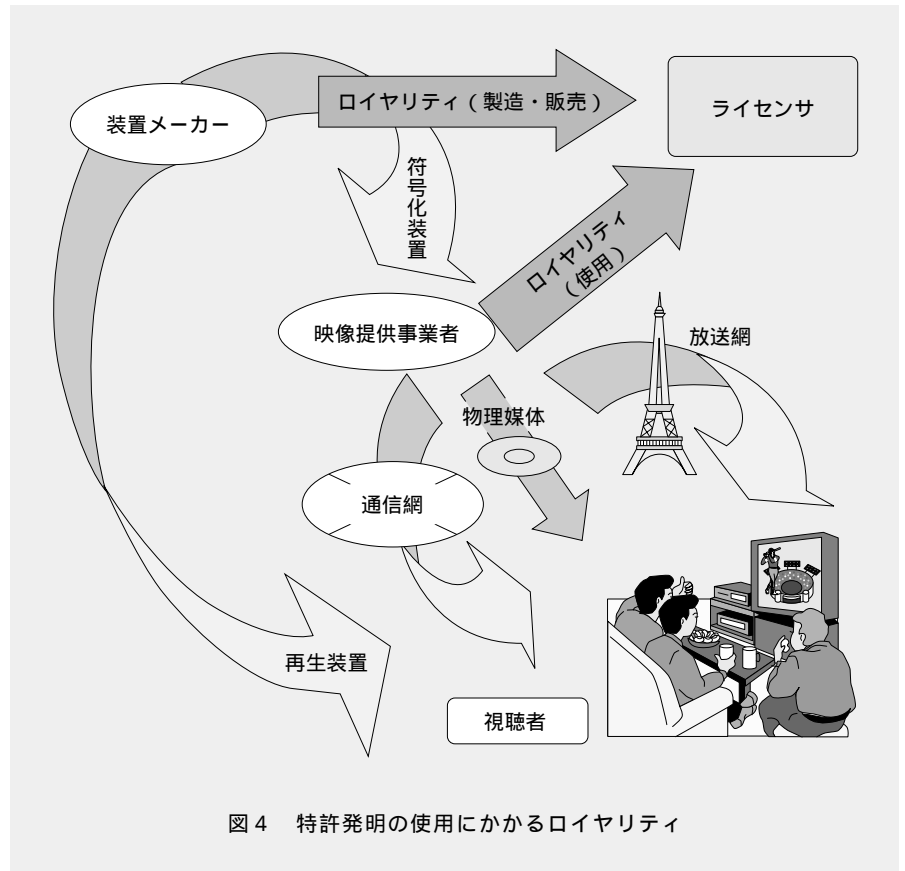 装置メーカー
ロイヤリティ(製造・販売)
ライセンサ
符号化装置
ロイヤリティ
(使用)
映像提供事業者
放送網
物理媒体
通信網
再生装置
視聴者
図4 特許発明の使用にかかるロイヤリティ